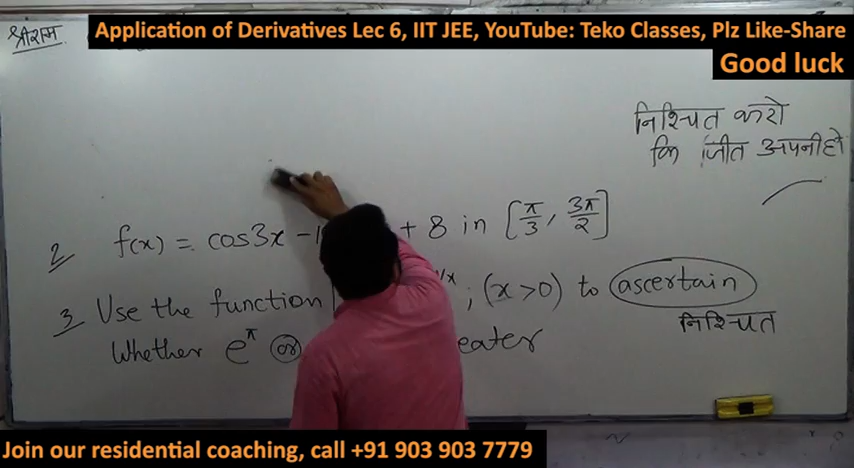 श्रीराम
Application of Derivatives Lec 6, IIT JEE, YouTube: Teko Classes, Plz Like-Share
Good luck
निश्चित करो
कि जीत अपनी हो
2 f(x) = cos3x - 1 + 8 in [π/3, 3π/2]
3 Use the function 1/x ; (x > 0) to ascertain
निश्चित
Whether e^π or eater
Join our residential coaching, call +91 903 903 7779